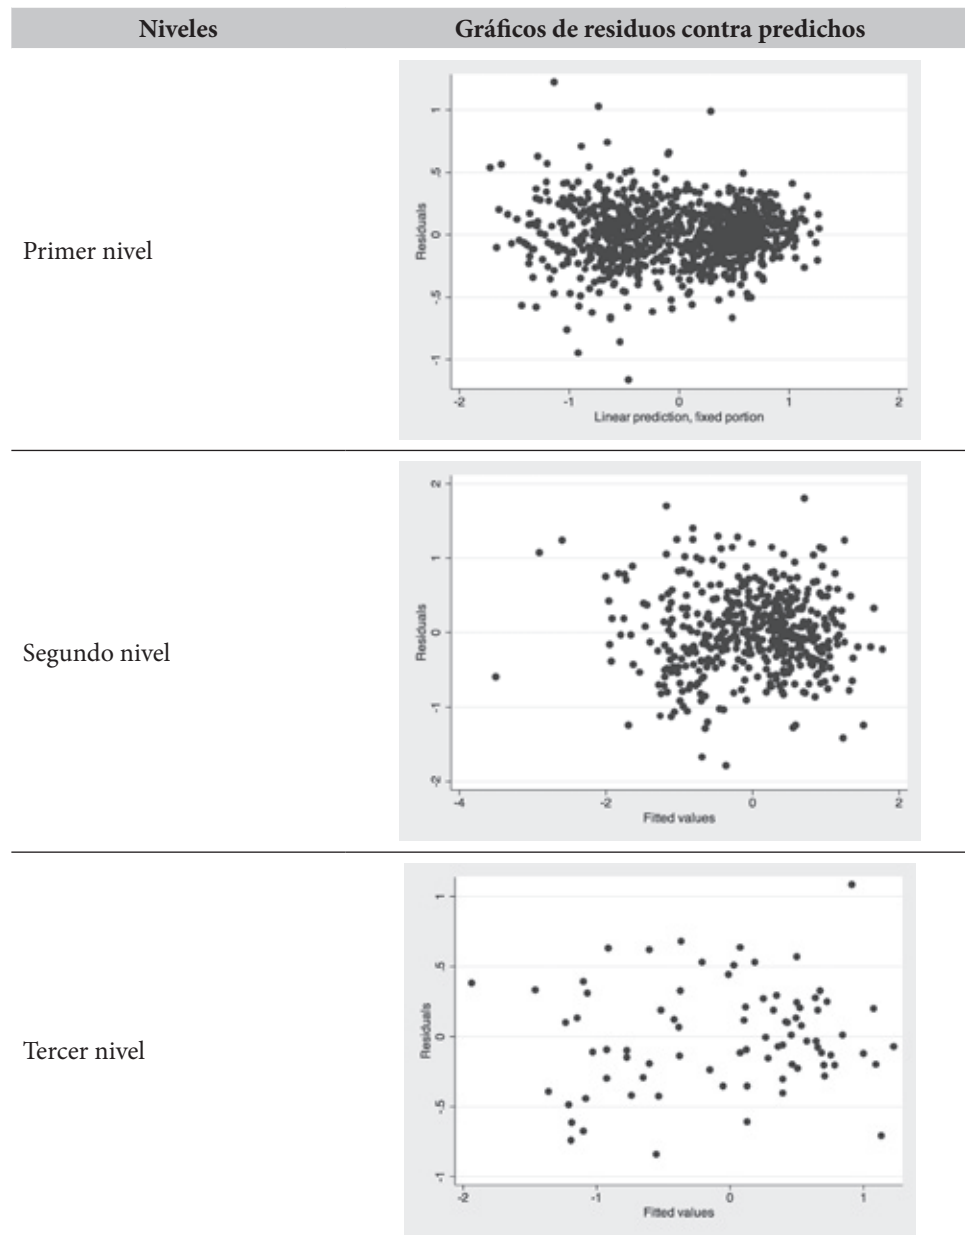 Niveles Gráficos de residuos contra predichos
Primer nivel
Residuals
1
.5
0
-.5
-1
-2 -1 0 1 2
Linear prediction, fixed portion
Segundo nivel
Residuals
2
1
0
-1
-2
-4 -2 0 2
Fitted values
Tercer nivel
Residuals
1
.5
0
-.5
-1
-2 -1 0 1
Fitted values